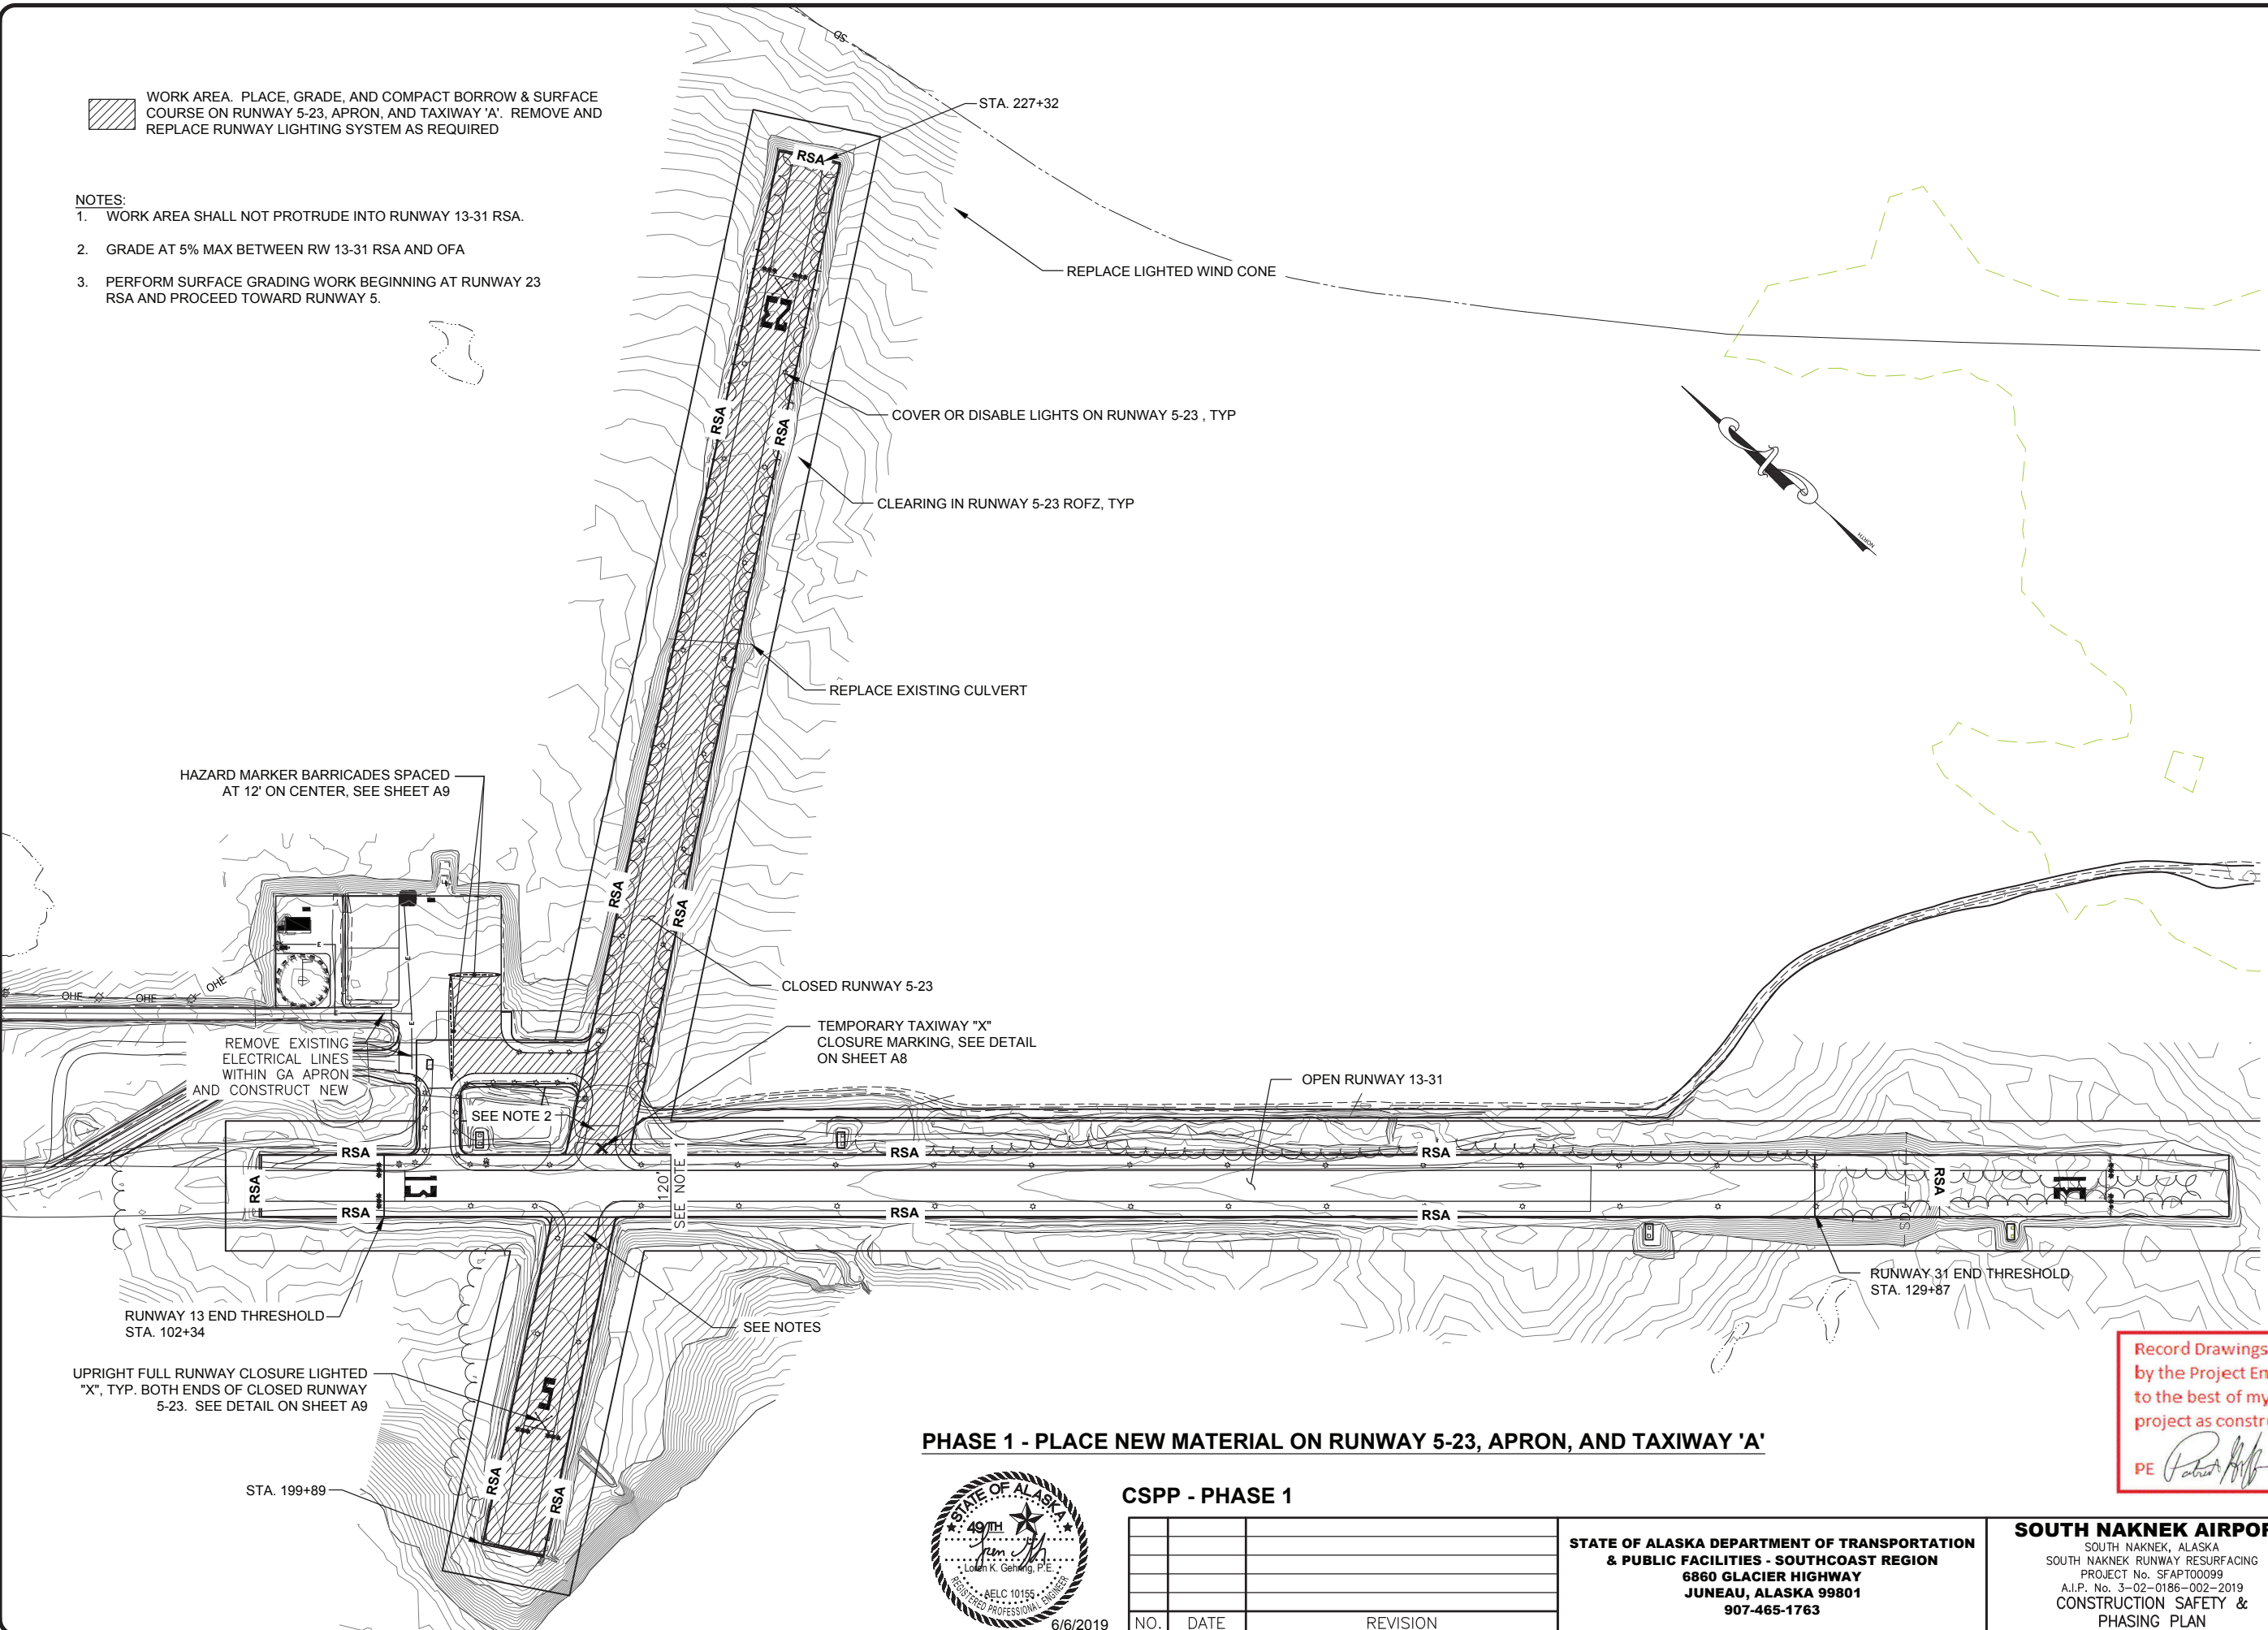 WORK AREA. PLACE, GRADE, AND COMPACT BORROW & SURFACE
COURSE ON RUNWAY 5-23, APRON, AND TAXIWAY 'A'. REMOVE AND
REPLACE RUNWAY LIGHTING SYSTEM AS REQUIRED
NOTES:
1. WORK AREA SHALL NOT PROTRUDE INTO RUNWAY 13-31 RSA.
2. GRADE AT 5% MAX BETWEEN RW 13-31 RSA AND OFA
3. PERFORM SURFACE GRADING WORK BEGINNING AT RUNWAY 23
RSA AND PROCEED TOWARD RUNWAY 5.
SD
STA. 227+32
RSA
REPLACE LIGHTED WIND CONE
23
COVER OR DISABLE LIGHTS ON RUNWAY 5-23 , TYP
RSA
RSA
CLEARING IN RUNWAY 5-23 ROFZ, TYP
NORTH
REPLACE EXISTING CULVERT
HAZARD MARKER BARRICADES SPACED
AT 12' ON CENTER, SEE SHEET A9
RSA
RSA
E
E
E
OHE
OHE
OHE
CLOSED RUNWAY 5-23
TEMPORARY TAXIWAY "X"
CLOSURE MARKING, SEE DETAIL
ON SHEET A8
REMOVE EXISTING
ELECTRICAL LINES
WITHIN GA APRON
AND CONSTRUCT NEW
OPEN RUNWAY 13-31
SEE NOTE 2
RSA
RSA
RSA
RSA
13
120'
SEE NOTE 1
RSA
31
RSA
RSA
RSA
SD
RUNWAY 13 END THRESHOLD
STA. 102+34
SEE NOTES
RUNWAY 31 END THRESHOLD
STA. 129+87
UPRIGHT FULL RUNWAY CLOSURE LIGHTED
"X", TYP. BOTH ENDS OF CLOSED RUNWAY
5-23. SEE DETAIL ON SHEET A9
5
RSA
RSA
STA. 199+89
Record Drawings
by the Project En
to the best of my
project as constr
PE
PHASE 1 - PLACE NEW MATERIAL ON RUNWAY 5-23, APRON, AND TAXIWAY 'A'
STATE OF ALASKA
49TH
Loren K. Gehring, P.E.
AELC 10155
REGISTERED PROFESSIONAL ENGINEER
6/6/2019
CSPP - PHASE 1
NO. DATE REVISION
STATE OF ALASKA DEPARTMENT OF TRANSPORTATION
& PUBLIC FACILITIES - SOUTHCOAST REGION
6860 GLACIER HIGHWAY
JUNEAU, ALASKA 99801
907-465-1763
SOUTH NAKNEK AIRPOR
SOUTH NAKNEK, ALASKA
SOUTH NAKNEK RUNWAY RESURFACING
PROJECT No. SFAPT00099
A.I.P. No. 3-02-0186-002-2019
CONSTRUCTION SAFETY &
PHASING PLAN